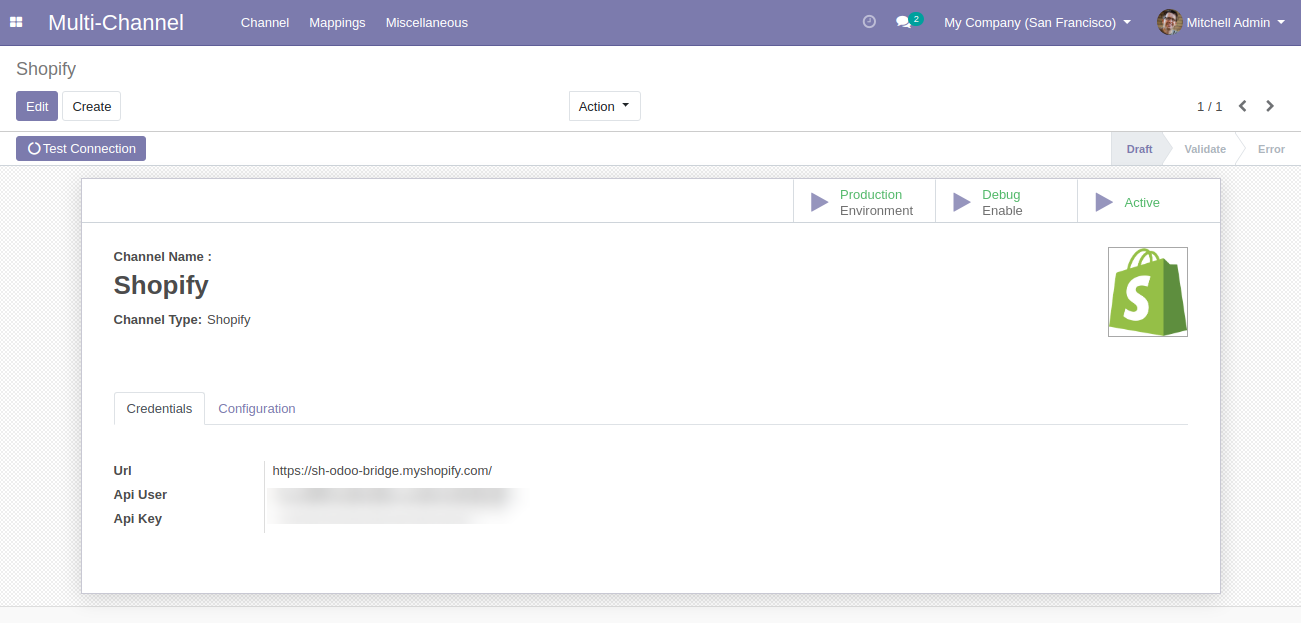 Multi-Channel Channel Mappings Miscellaneous 2 My Company (San Francisco) Mitchell Admin
Shopify
Edit Create Action 1 / 1
Test Connection Draft Validate Error
Production Environment Debug Enable Active
Channel Name :
Shopify
Channel Type: Shopify
S
Credentials Configuration
Url https://sh-odoo-bridge.myshopify.com/
Api User
Api Key